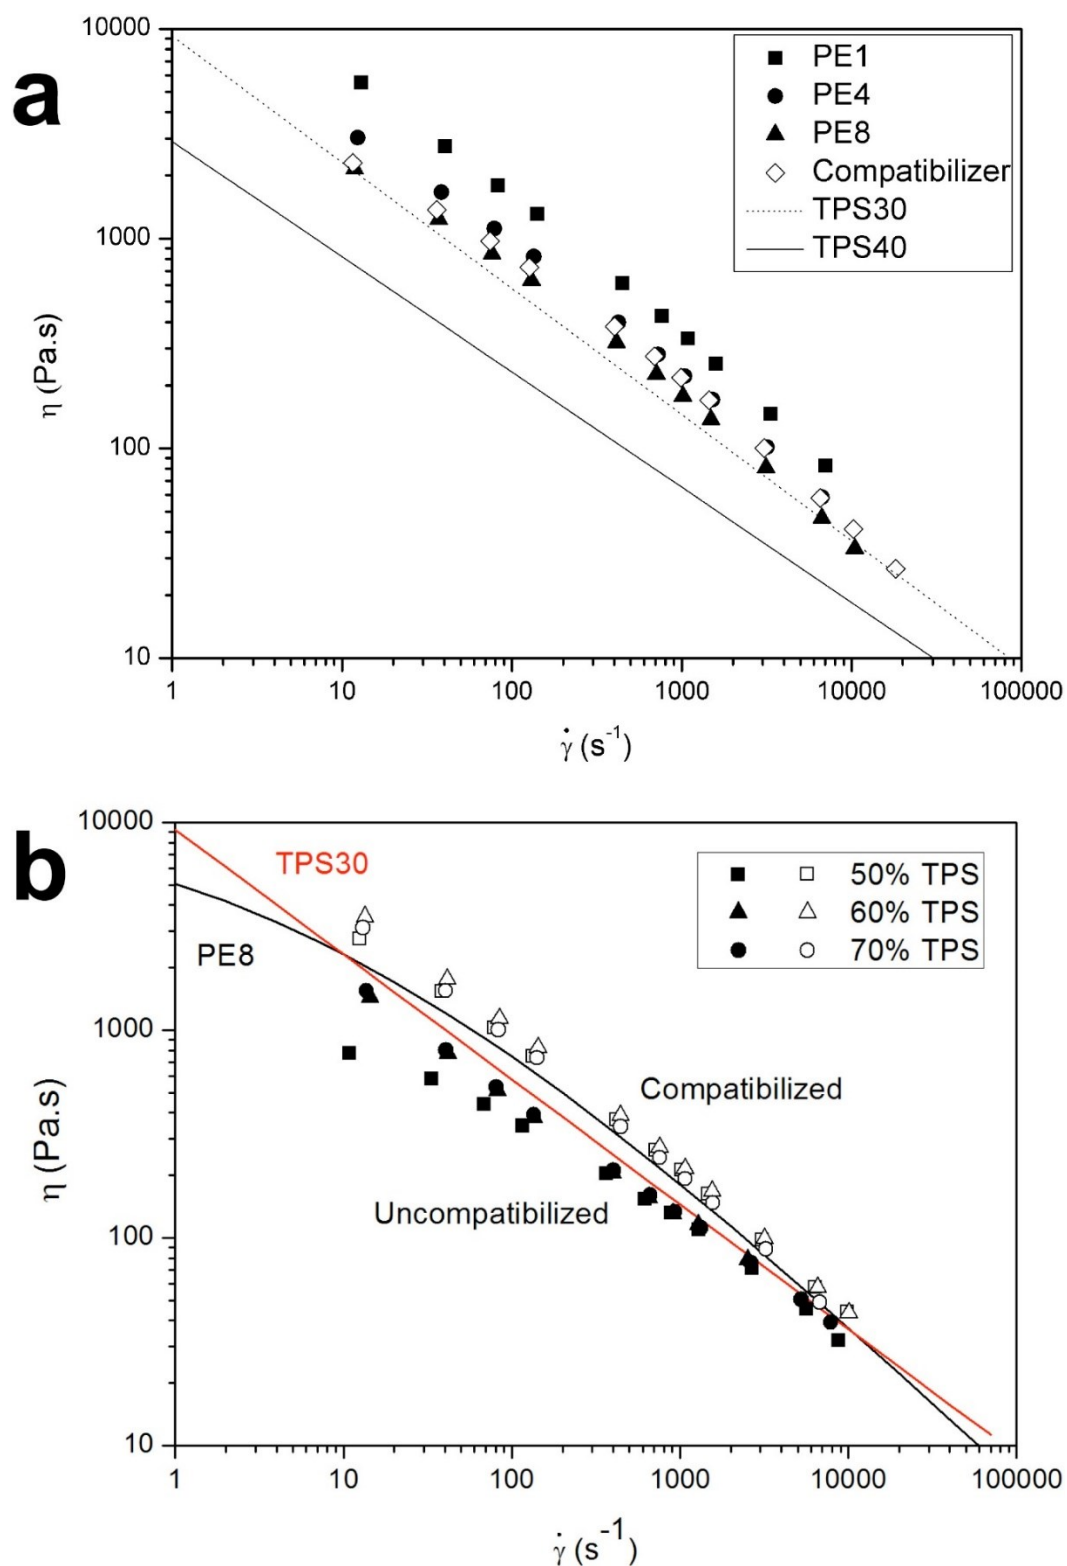 a
10000
1000
100
10
η (Pa.s)
PE1
PE4
PE8
Compatibilizer
TPS30
TPS40
1 10 100 1000 10000 100000
γ̇ (s⁻¹)
b
10000
1000
100
10
η (Pa.s)
TPS30
PE8
50% TPS
60% TPS
70% TPS
Compatibilized
Uncompatibilized
1 10 100 1000 10000 100000
γ̇ (s⁻¹)